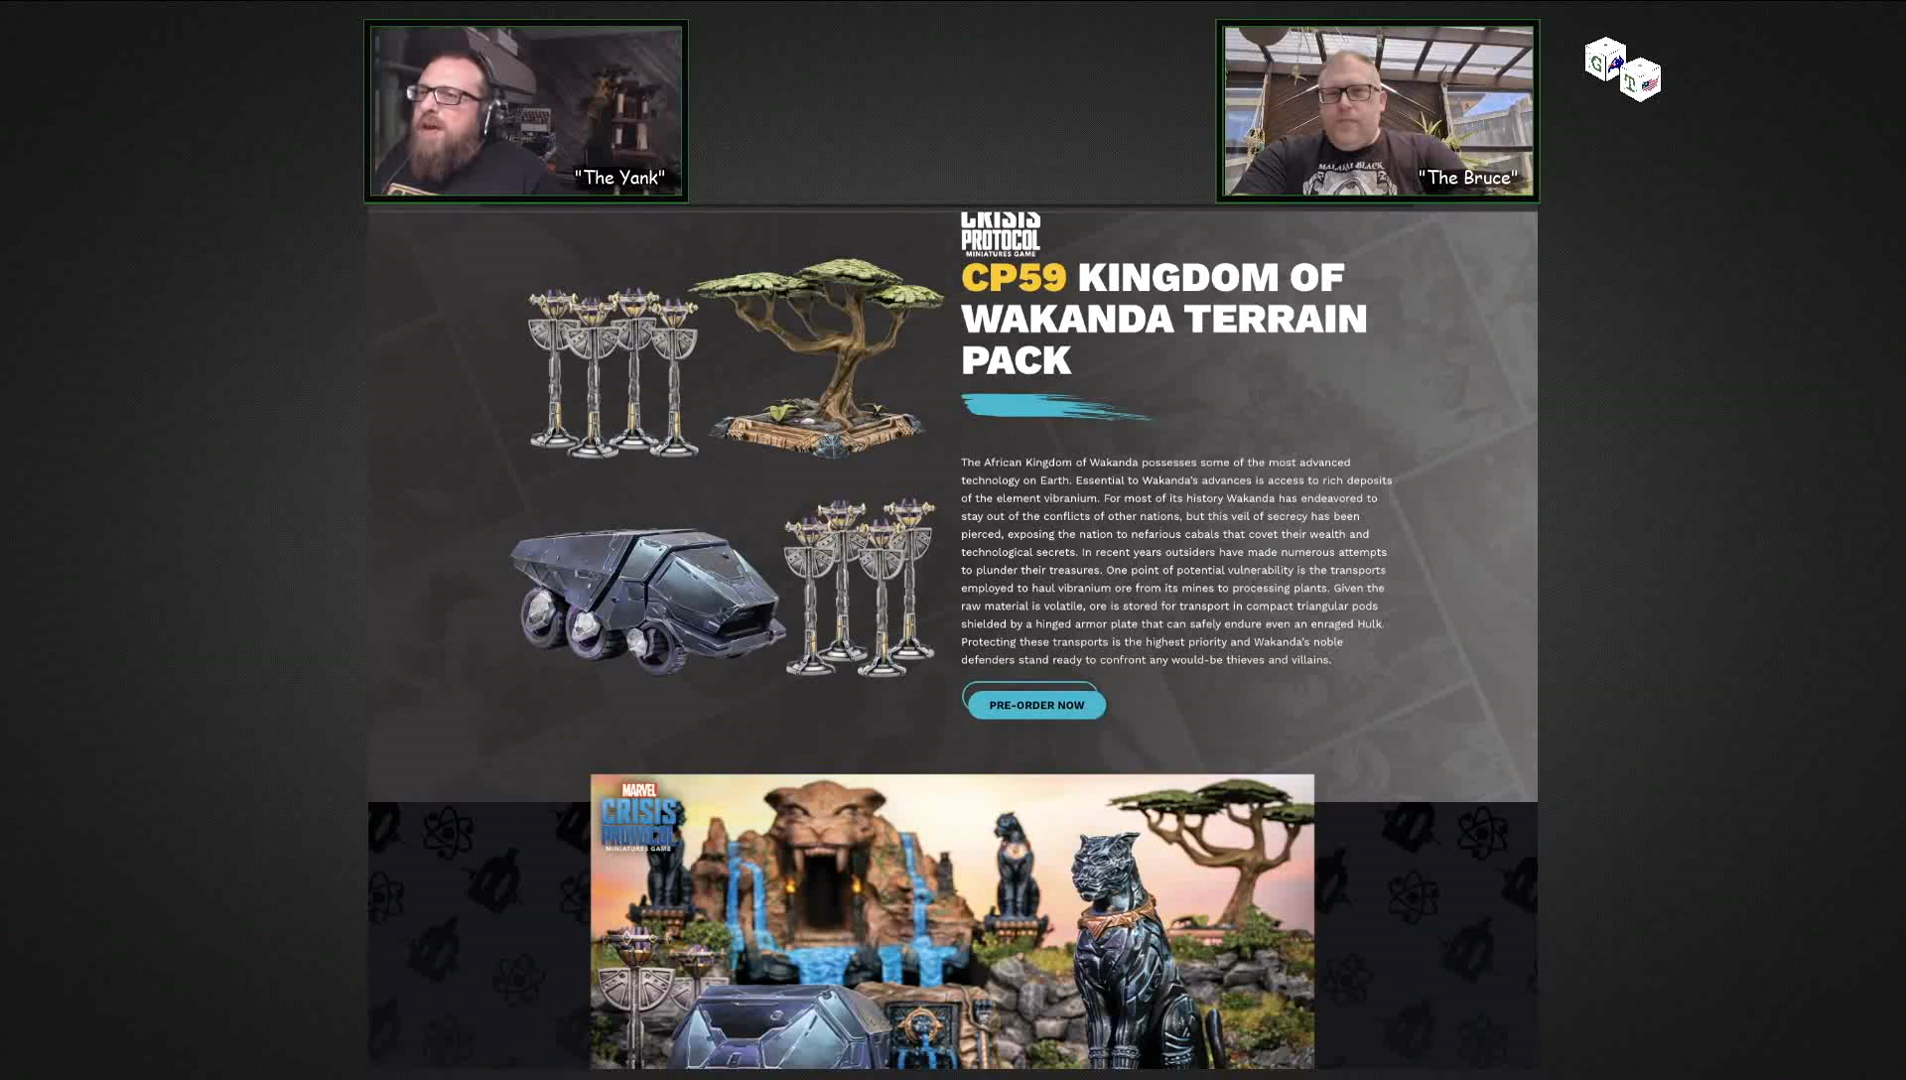 "The Yank"
MALAKAI BLACK
"The Bruce"
G
T
CRISIS
PROTOCOL
MINIATURES GAME
CP59 KINGDOM OF
WAKANDA TERRAIN
PACK
The African Kingdom of Wakanda possesses some of the most advanced
technology on Earth. Essential to Wakanda's advances is access to rich deposits
of the element vibranium. For most of its history Wakanda has endeavored to
stay out of the conflicts of other nations, but this veil of secrecy has been
pierced, exposing the nation to nefarious cabals that covet their wealth and
technological secrets. In recent years outsiders have made numerous attempts
to plunder their treasures. One point of potential vulnerability is the transports
employed to haul vibranium ore from its mines to processing plants. Given the
raw material is volatile, ore is stored for transport in compact triangular pods
shielded by a hinged armor plate that can safely endure even an enraged Hulk.
Protecting these transports is the highest priority and Wakanda's noble
defenders stand ready to confront any would-be thieves and villains.
PRE-ORDER NOW
MARVEL
CRISIS
PROTOCOL
MINIATURES GAME